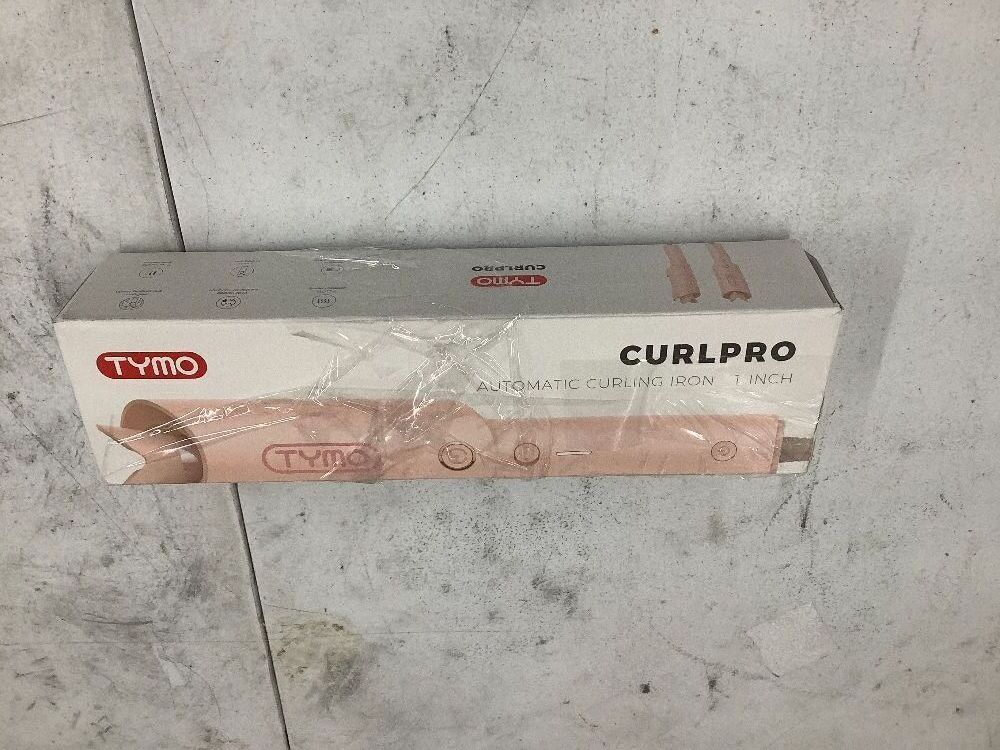 TYMO
CURLPRO
TYMO
CURLPRO
AUTOMATIC CURLING IRON 1 INCH
TYMO